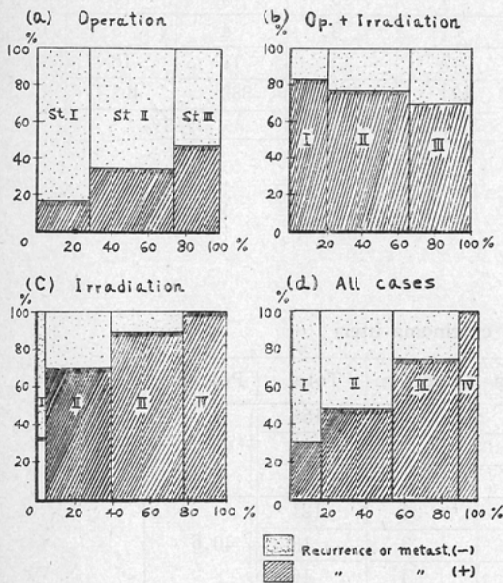 (a) Operation
%
100
80
60
40
20
0
St I St II St III
20 40 60 80 100 %
(b) Op. + Irradiation
%
100
80
60
40
20
0
I II III
20 40 60 80 100 %
(C) Irradiation
%
100
80
60
40
20
I II III IV
0 20 40 60 80 100
(d) All cases
%
100
80
60
40
20
I II III IV
0 20 40 60 80 100 %
Recurrence or metast. (-)
" " (+)